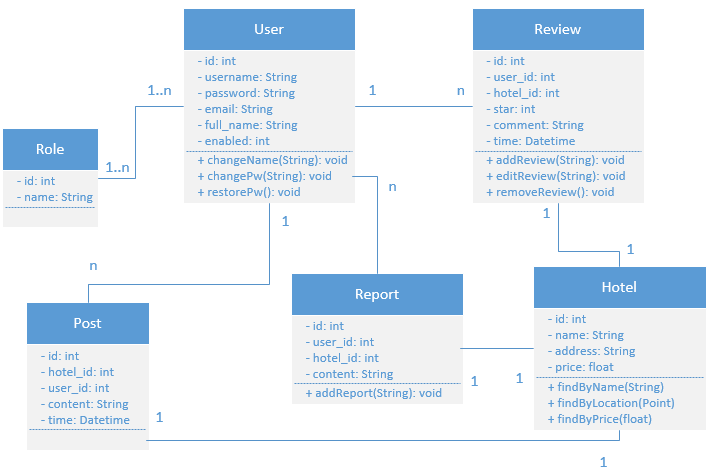 User
- id: int
- username: String
- password: String
- email: String
- full_name: String
- enabled: int
+ changeName(String): void
+ changePw(String): void
+ restorePw(): void
Review
- id: int
- user_id: int
- hotel_id: int
- star: int
- comment: String
- time: Datetime
+ addReview(String): void
+ editReview(String): void
+ removeReview(): void
1..n
1
n
Role
- id: int
- name: String
1..n
n
1
1
1
n
Post
- id: int
- hotel_id: int
- user_id: int
- content: String
- time: Datetime
Report
- id: int
- user_id: int
- hotel_id: int
- content: String
+ addReport(String): void
Hotel
- id: int
- name: String
- address: String
- price: float
+ findByName(String)
+ findByLocation(Point)
+ findByPrice(float)
1
1
1
1